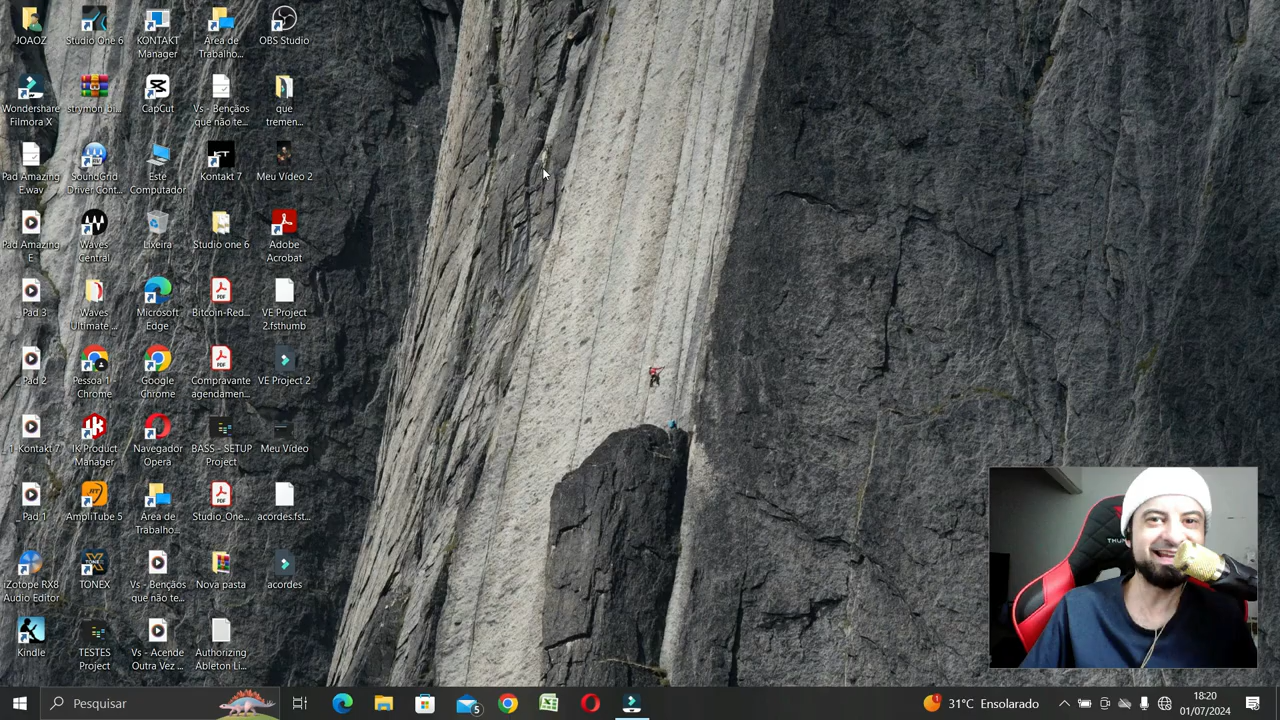 JOAOZ
Studio One 6
KONTAKT
Manager
Área de
Trabalho...
OBS Studio
Wondershare
Filmora X
strymon_bi...
CapCut
Vs - Bençãos
que não te...
que
tremen...
Pad Amazing
E.wav
SoundGrid
Driver Cont...
Este
Computador
Kontakt 7
Meu Vídeo 2
Pad Amazing
E
Waves
Central
Lixeira
Studio one 6
Adobe
Acrobat
_ Pad 3
Waves
Ultimate ...
Microsoft
Edge
Bitcoin-Red...
VE Project
2.fsthumb
_ Pad 2
Pessoa 1 -
Chrome
Google
Chrome
Compravante
agendamen...
VE Project 2
_ 1-Kontakt 7
IK Product
Manager
Navegador
Opera
BASS - SETUP
Project
Meu Vídeo
_ Pad 1
AmpliTube 5
Área de
Trabalho...
Studio_One...
acordes.fst...
iZotope RX8
Audio Editor
TONEX
Vs - Bençãos
que não te...
Nova pasta
acordes
Kindle
TESTES
Project
Vs - Acende
Outra Vez ...
Authorizing
Ableton Li...
Pesquisar
5
31°C Ensolarado
18:20
01/07/2024